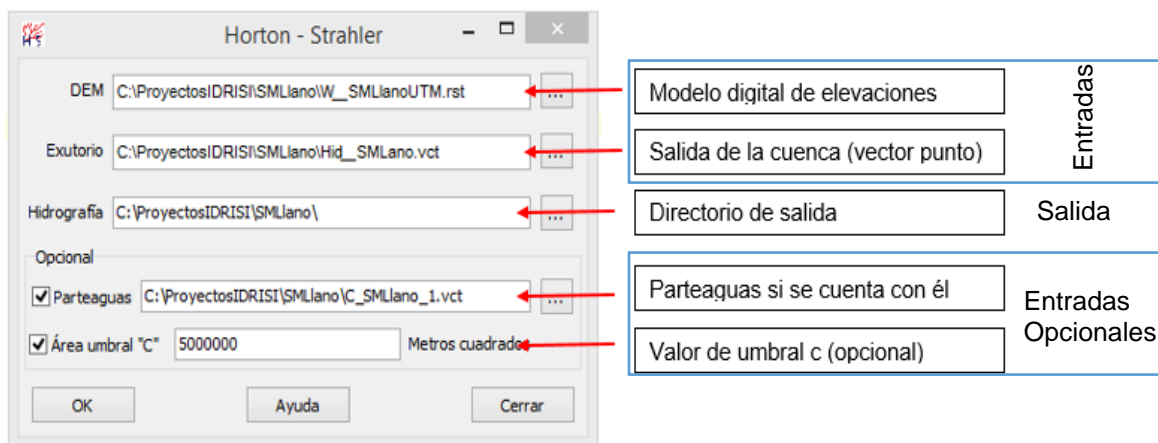 Horton - Strahler
DEM C:\ProyectosIDRISI\SMLlano\W__SMLlanoUTM.rst ...
Modelo digital de elevaciones
Exutorio C:\ProyectosIDRISI\SMLlano\Hid__SMLano.vct ...
Salida de la cuenca (vector punto)
Entradas
Hidrografía C:\ProyectosIDRISI\SMLlano\ ...
Directorio de salida
Salida
Opcional
Parteaguas C:\ProyectosIDRISI\SMLlano\C_SMLlano_1.vct ...
Parteaguas si se cuenta con él
Área umbral "C" 5000000 Metros cuadrados
Valor de umbral c (opcional)
Entradas
Opcionales
OK Ayuda Cerrar